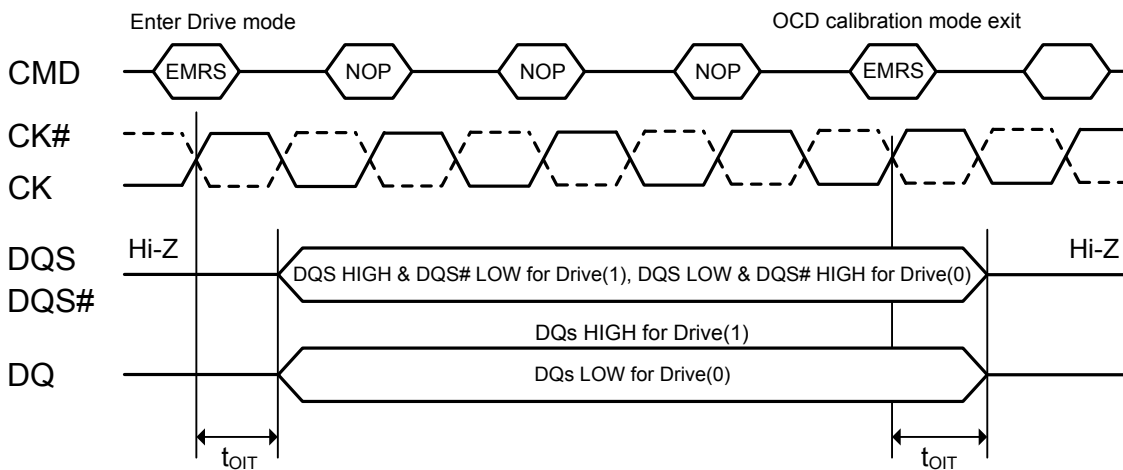 Enter Drive mode
OCD calibration mode exit
CMD
EMRS
NOP
NOP
NOP
EMRS
CK#
CK
DQS
DQS#
Hi-Z
DQS HIGH & DQS# LOW for Drive(1), DQS LOW & DQS# HIGH for Drive(0)
Hi-Z
DQs HIGH for Drive(1)
DQ
DQs LOW for Drive(0)
tOIT
tOIT